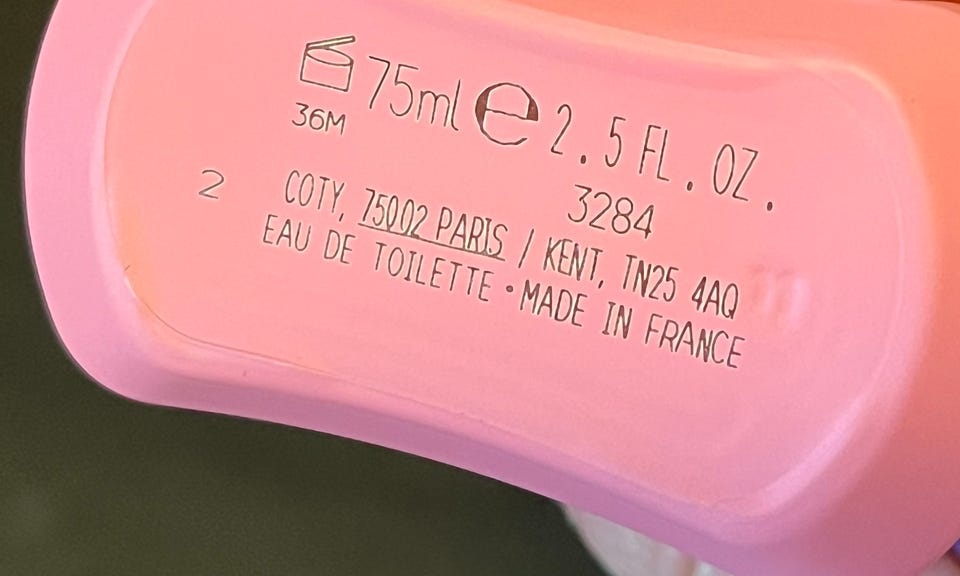 75ml e 2.5 FL. OZ.
36M
3284
2 COTY, 75002 PARIS / KENT, TN25 4AQ
EAU DE TOILETTE • MADE IN FRANCE